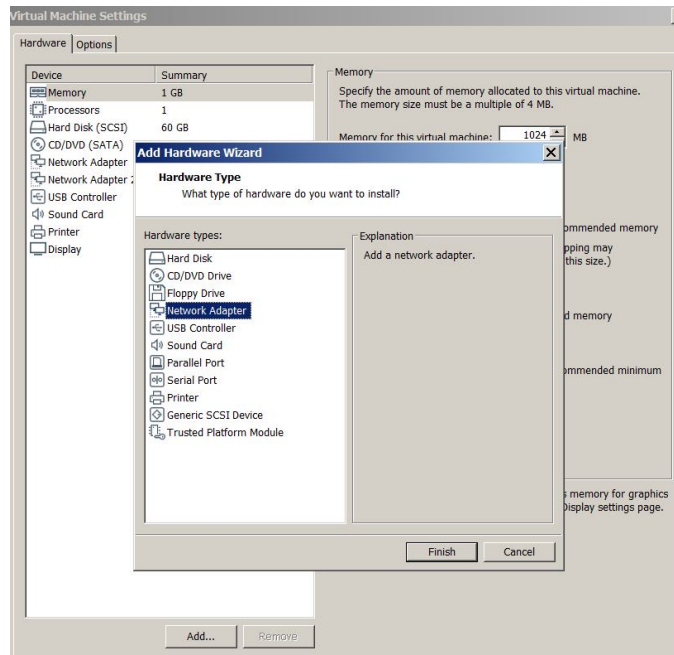 Virtual Machine Settings
Hardware Options
Device Summary
Memory 1 GB
Processors 1
Hard Disk (SCSI) 60 GB
CD/DVD (SATA)
Network Adapter
Network Adapter 2
USB Controller
Sound Card
Printer
Display
Memory
Specify the amount of memory allocated to this virtual machine.
The memory size must be a multiple of 4 MB.
Memory for this virtual machine: 1024 MB
Add Hardware Wizard
Hardware Type
What type of hardware do you want to install?
Hardware types:
Hard Disk
CD/DVD Drive
Floppy Drive
Network Adapter
USB Controller
Sound Card
Parallel Port
Serial Port
Printer
Generic SCSI Device
Trusted Platform Module
Explanation
Add a network adapter.
Finish Cancel
memory
may
this size.)
memory
minimum
memory for graphics
Display settings page.
Add... Remove